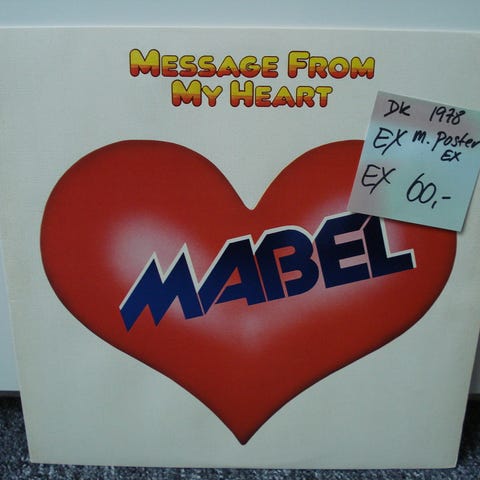 MESSAGE FROM
MY HEART
DK 1978
EX m. poster
EX
EX 60,-
MABEL